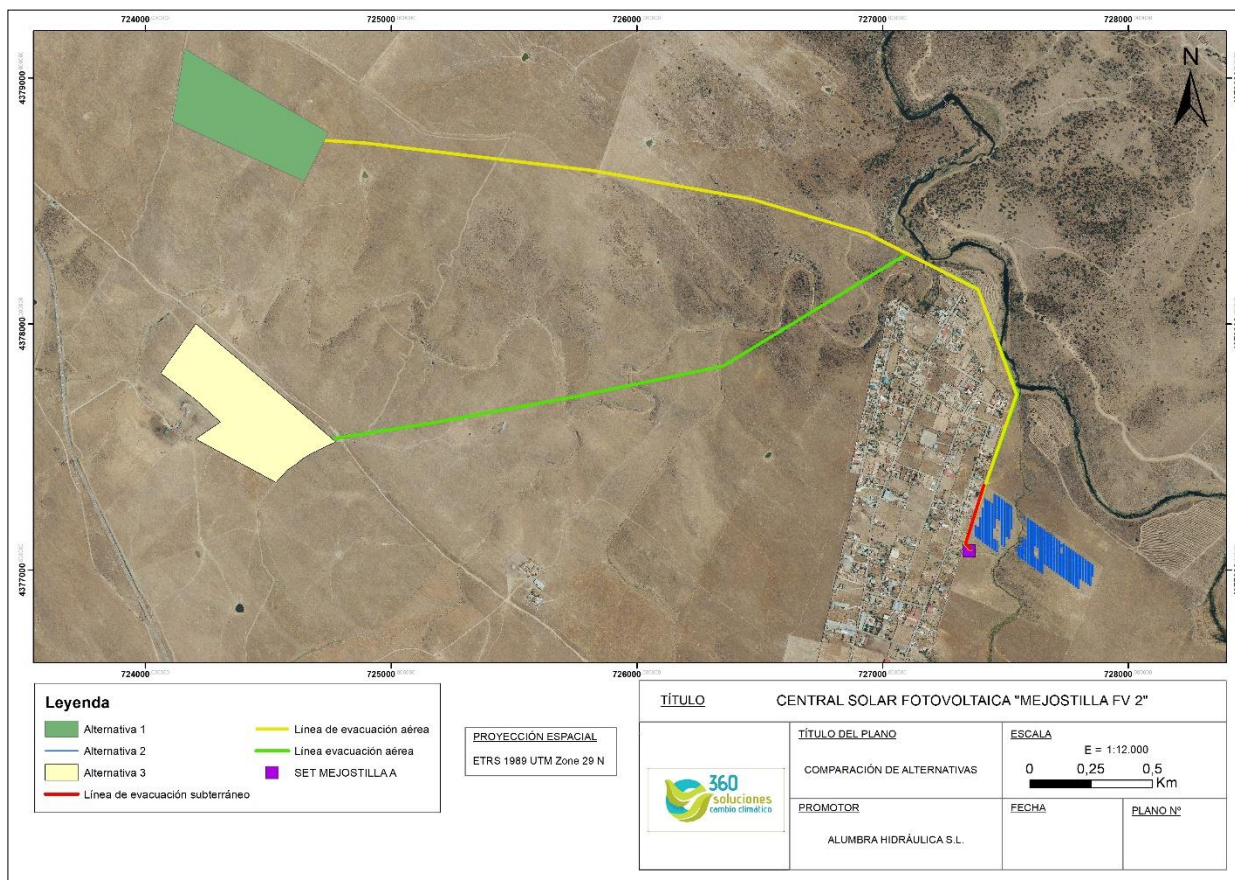 724000 725000 726000 727000 728000
4379000
4378000
4377000
N
724000 725000 726000 727000 728000
Leyenda
Alternativa 1
Alternativa 2
Alternativa 3
Línea de evacuación subterráneo
Línea de evacuación aérea
Línea evacuación aérea
SET MEJOSTILLA A
PROYECCIÓN ESPACIAL
ETRS 1989 UTM Zone 29 N
TÍTULO
CENTRAL SOLAR FOTOVOLTAICA "MEJOSTILLA FV 2"
360
soluciones
cambio climático
TÍTULO DEL PLANO
COMPARACIÓN DE ALTERNATIVAS
ESCALA
E = 1:12.000
0 0,25 0,5
Km
PROMOTOR
ALUMBRA HIDRÁULICA S.L.
FECHA
PLANO Nº